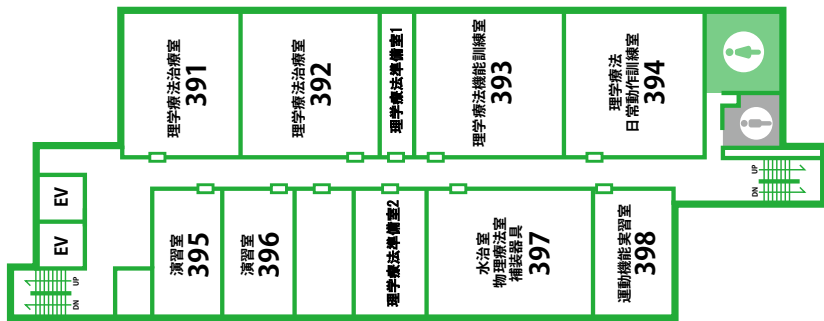 理学療法治療室
391
理学療法治療室
392
理学療法準備室1
理学療法機能訓練室
393
理学療法
日常動作訓練室
394
EV
EV
UP
DN
演習室
395
演習室
396
理学療法準備室2
水治室
物理療法室
補装器具
397
運動機能実習室
398
UP
DN